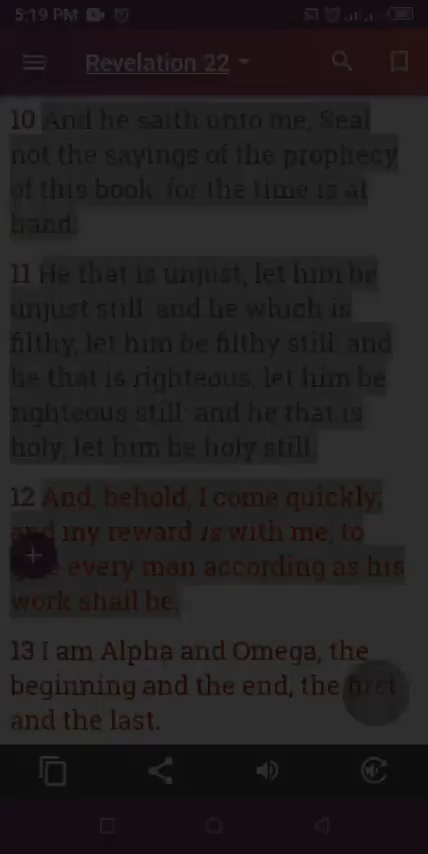 5:19 PM
Revelation 22
10 And he saith unto me, Seal
not the sayings of the prophecy
of this book: for the time is at
hand.
11 He that is unjust, let him be
unjust still: and he which is
filthy, let him be filthy still: and
he that is righteous, let him be
righteous still: and he that is
holy, let him be holy still.
12 And, behold, I come quickly;
and my reward is with me, to
every man according as his
work shall be.
13 I am Alpha and Omega, the
beginning and the end, the first
and the last.